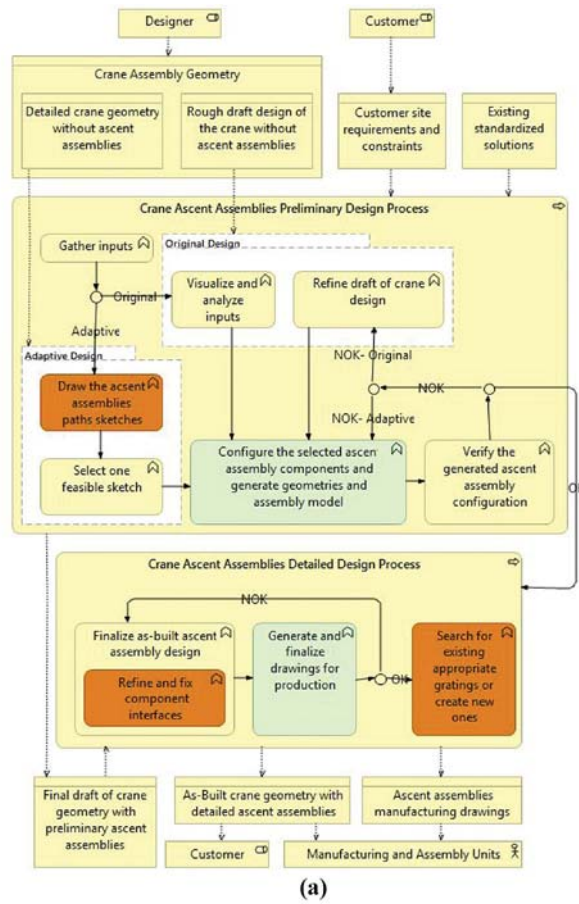 Designer
Customer
Crane Assembly Geometry
Detailed crane geometry
without ascent
assemblies
Rough draft design of
the crane without
ascent assemblies
Customer site
requirements and
constraints
Existing
standardized
solutions
Crane Ascent Assemblies Preliminary Design Process
Gather inputs
Original Design
Visualize and
analyze
inputs
Refine draft of crane
design
Original
Adaptive
Adaptive Design
NOK- Original
NOK
Draw the acsent
assemblies
paths sketches
NOK- Adaptive
Select one
feasible sketch
Configure the selected ascent
assembly components and
generate geometries and
assembly model
Verify the
generated ascent
assembly
configuration
Crane Ascent Assemblies Detailed Design Process
NOK
Finalize as-built ascent
assembly design
Refine and fix
component
interfaces
Generate and
finalize
drawings for
production
OK
Search for
existing
appropriate
gratings or
create new
ones
Final draft of crane
geometry with
preliminary ascent
assemblies
As-Built crane geometry with
detailed ascent assemblies
Ascent assemblies
manufacturing drawings
Customer
Manufacturing and Assembly Units
(a)